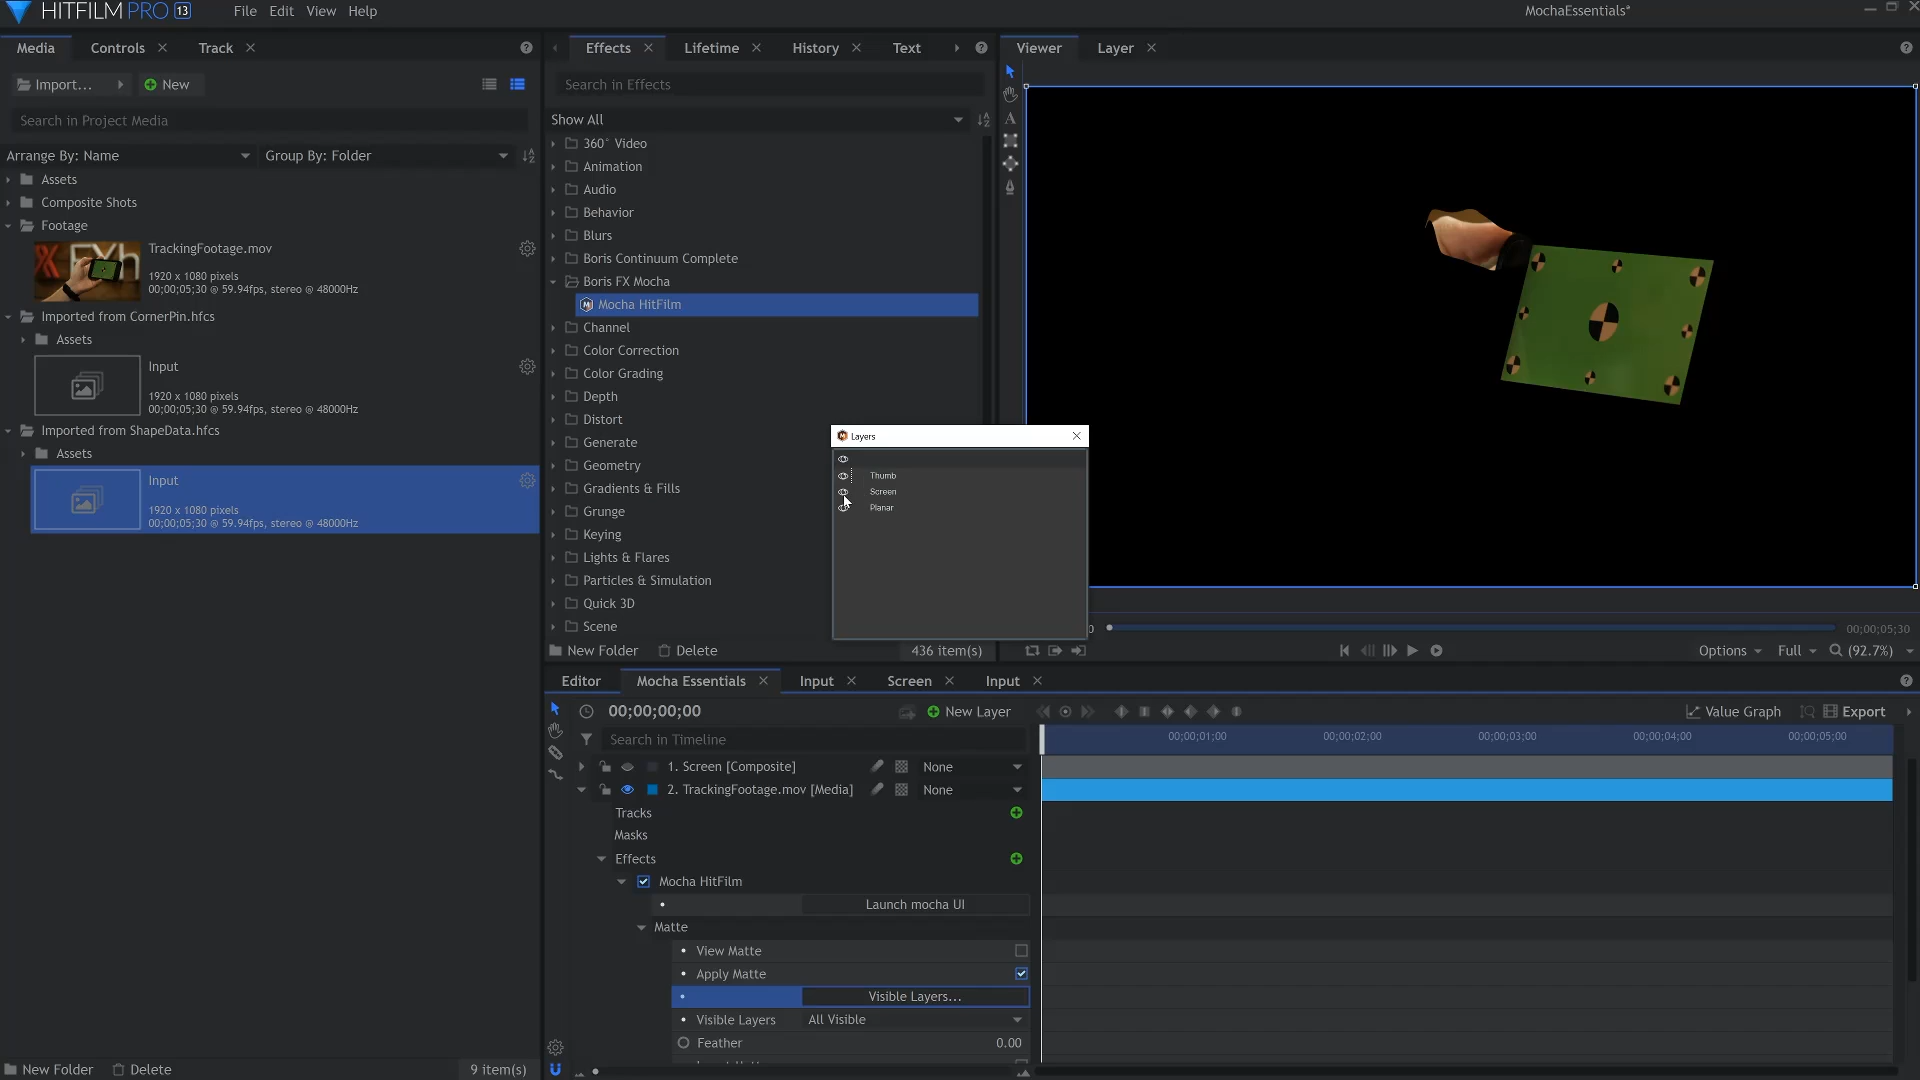 HITFILM PRO 13
File Edit View Help
MochaEssentials*
Media Controls Track
Import... New
Search in Project Media
Arrange By: Name Group By: Folder
Assets
Composite Shots
Footage
TrackingFootage.mov
1920 x 1080 pixels
00;00;05;30 @ 59.94fps, stereo @ 48000Hz
Imported from CornerPin.hfcs
Assets
Input
1920 x 1080 pixels
00;00;05;30 @ 59.94fps, stereo @ 48000Hz
Imported from ShapeData.hfcs
Assets
Input
1920 x 1080 pixels
00;00;05;30 @ 59.94fps, stereo @ 48000Hz
New Folder Delete 9 item(s)
Effects Lifetime History Text
Search in Effects
Show All
360° Video
Animation
Audio
Behavior
Blurs
Boris Continuum Complete
Boris FX Mocha
Mocha HitFilm
Channel
Color Correction
Color Grading
Depth
Distort
Generate
Geometry
Gradients & Fills
Grunge
Keying
Lights & Flares
Particles & Simulation
Quick 3D
Scene
New Folder Delete 436 item(s)
Viewer Layer
Layers
Thumb
Screen
Planar
00;00;05;30
Options Full (92.7%)
Editor Mocha Essentials Input Screen Input
00;00;00;00 New Layer Value Graph Export
Search in Timeline
00;00;01;00 00;00;02;00 00;00;03;00 00;00;04;00 00;00;05;00
1. Screen [Composite] None
2. TrackingFootage.mov [Media] None
Tracks
Masks
Effects
Mocha HitFilm
Launch mocha UI
Matte
View Matte
Apply Matte
Visible Layers...
Visible Layers All Visible
Feather 0.00